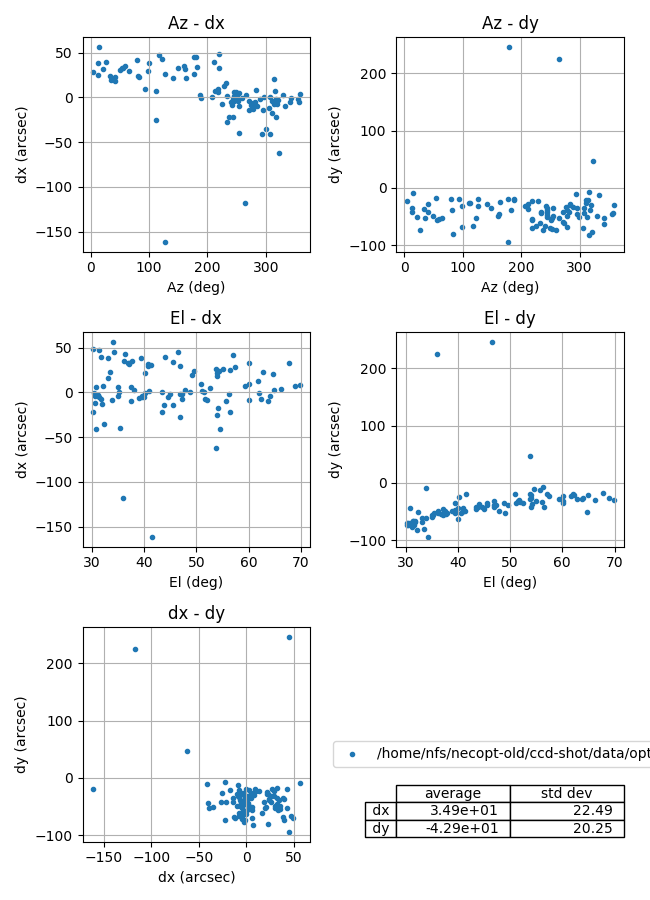 Az - dx
Az - dy
50
0
−50
−100
−150
dx (arcsec)
0
100
200
300
Az (deg)
200
100
0
−100
dy (arcsec)
0
100
200
300
Az (deg)
El - dx
El - dy
50
0
−50
−100
−150
dx (arcsec)
30
40
50
60
70
El (deg)
200
100
0
−100
dy (arcsec)
30
40
50
60
70
El (deg)
dx - dy
200
100
0
−100
dy (arcsec)
−150
−100
−50
0
50
dx (arcsec)
/home/nfs/necopt-old/ccd-shot/data/opt
average std dev
dx 3.49e+01 22.49
dy -4.29e+01 20.25